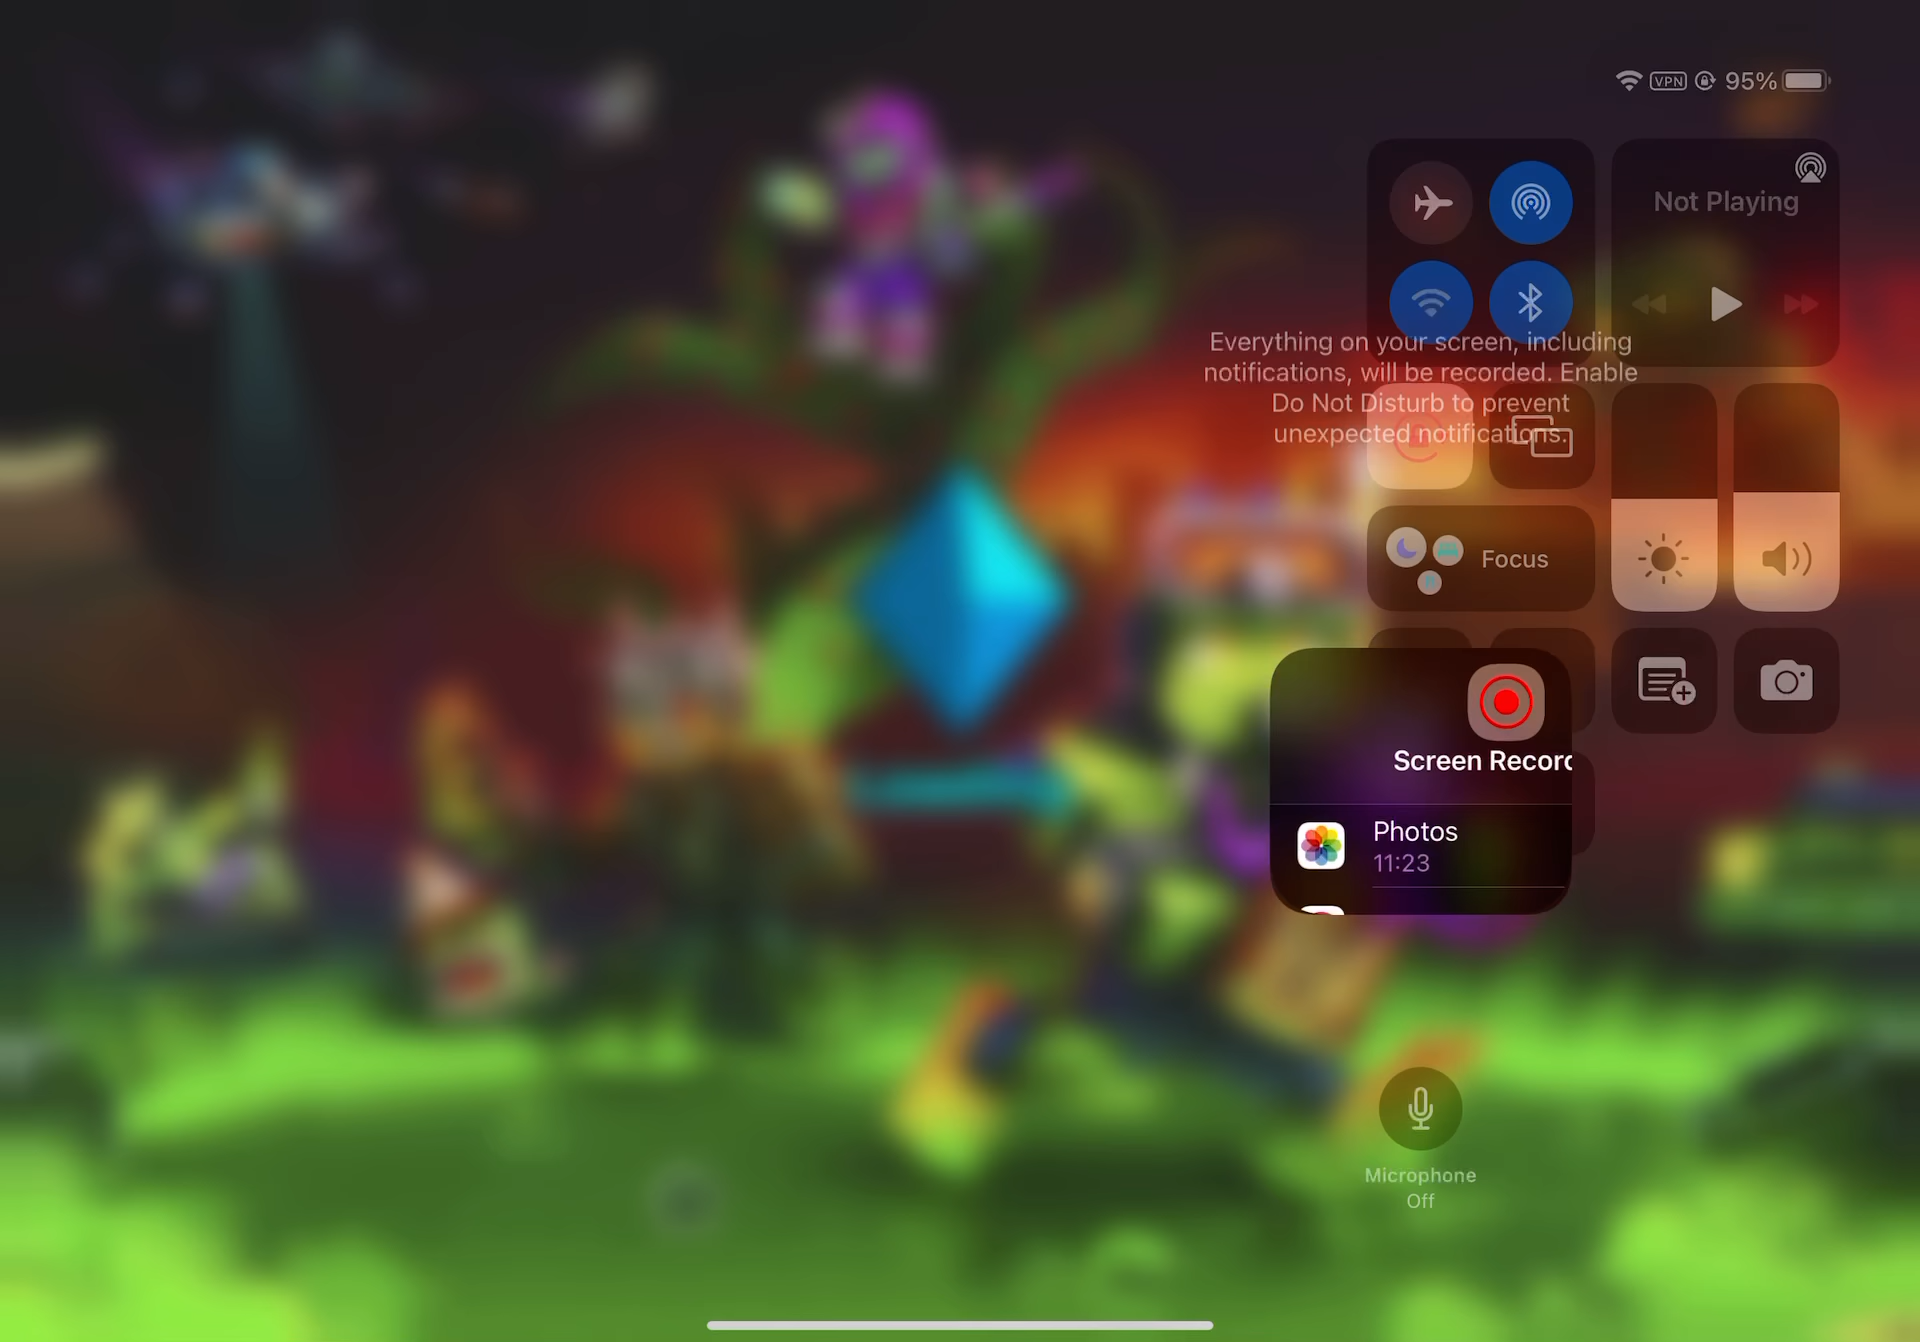 VPN 95%
Not Playing
Everything on your screen, including
notifications, will be recorded. Enable
Do Not Disturb to prevent
unexpected notifications.
Focus
Screen Recor
Photos
11:23
Microphone
Off